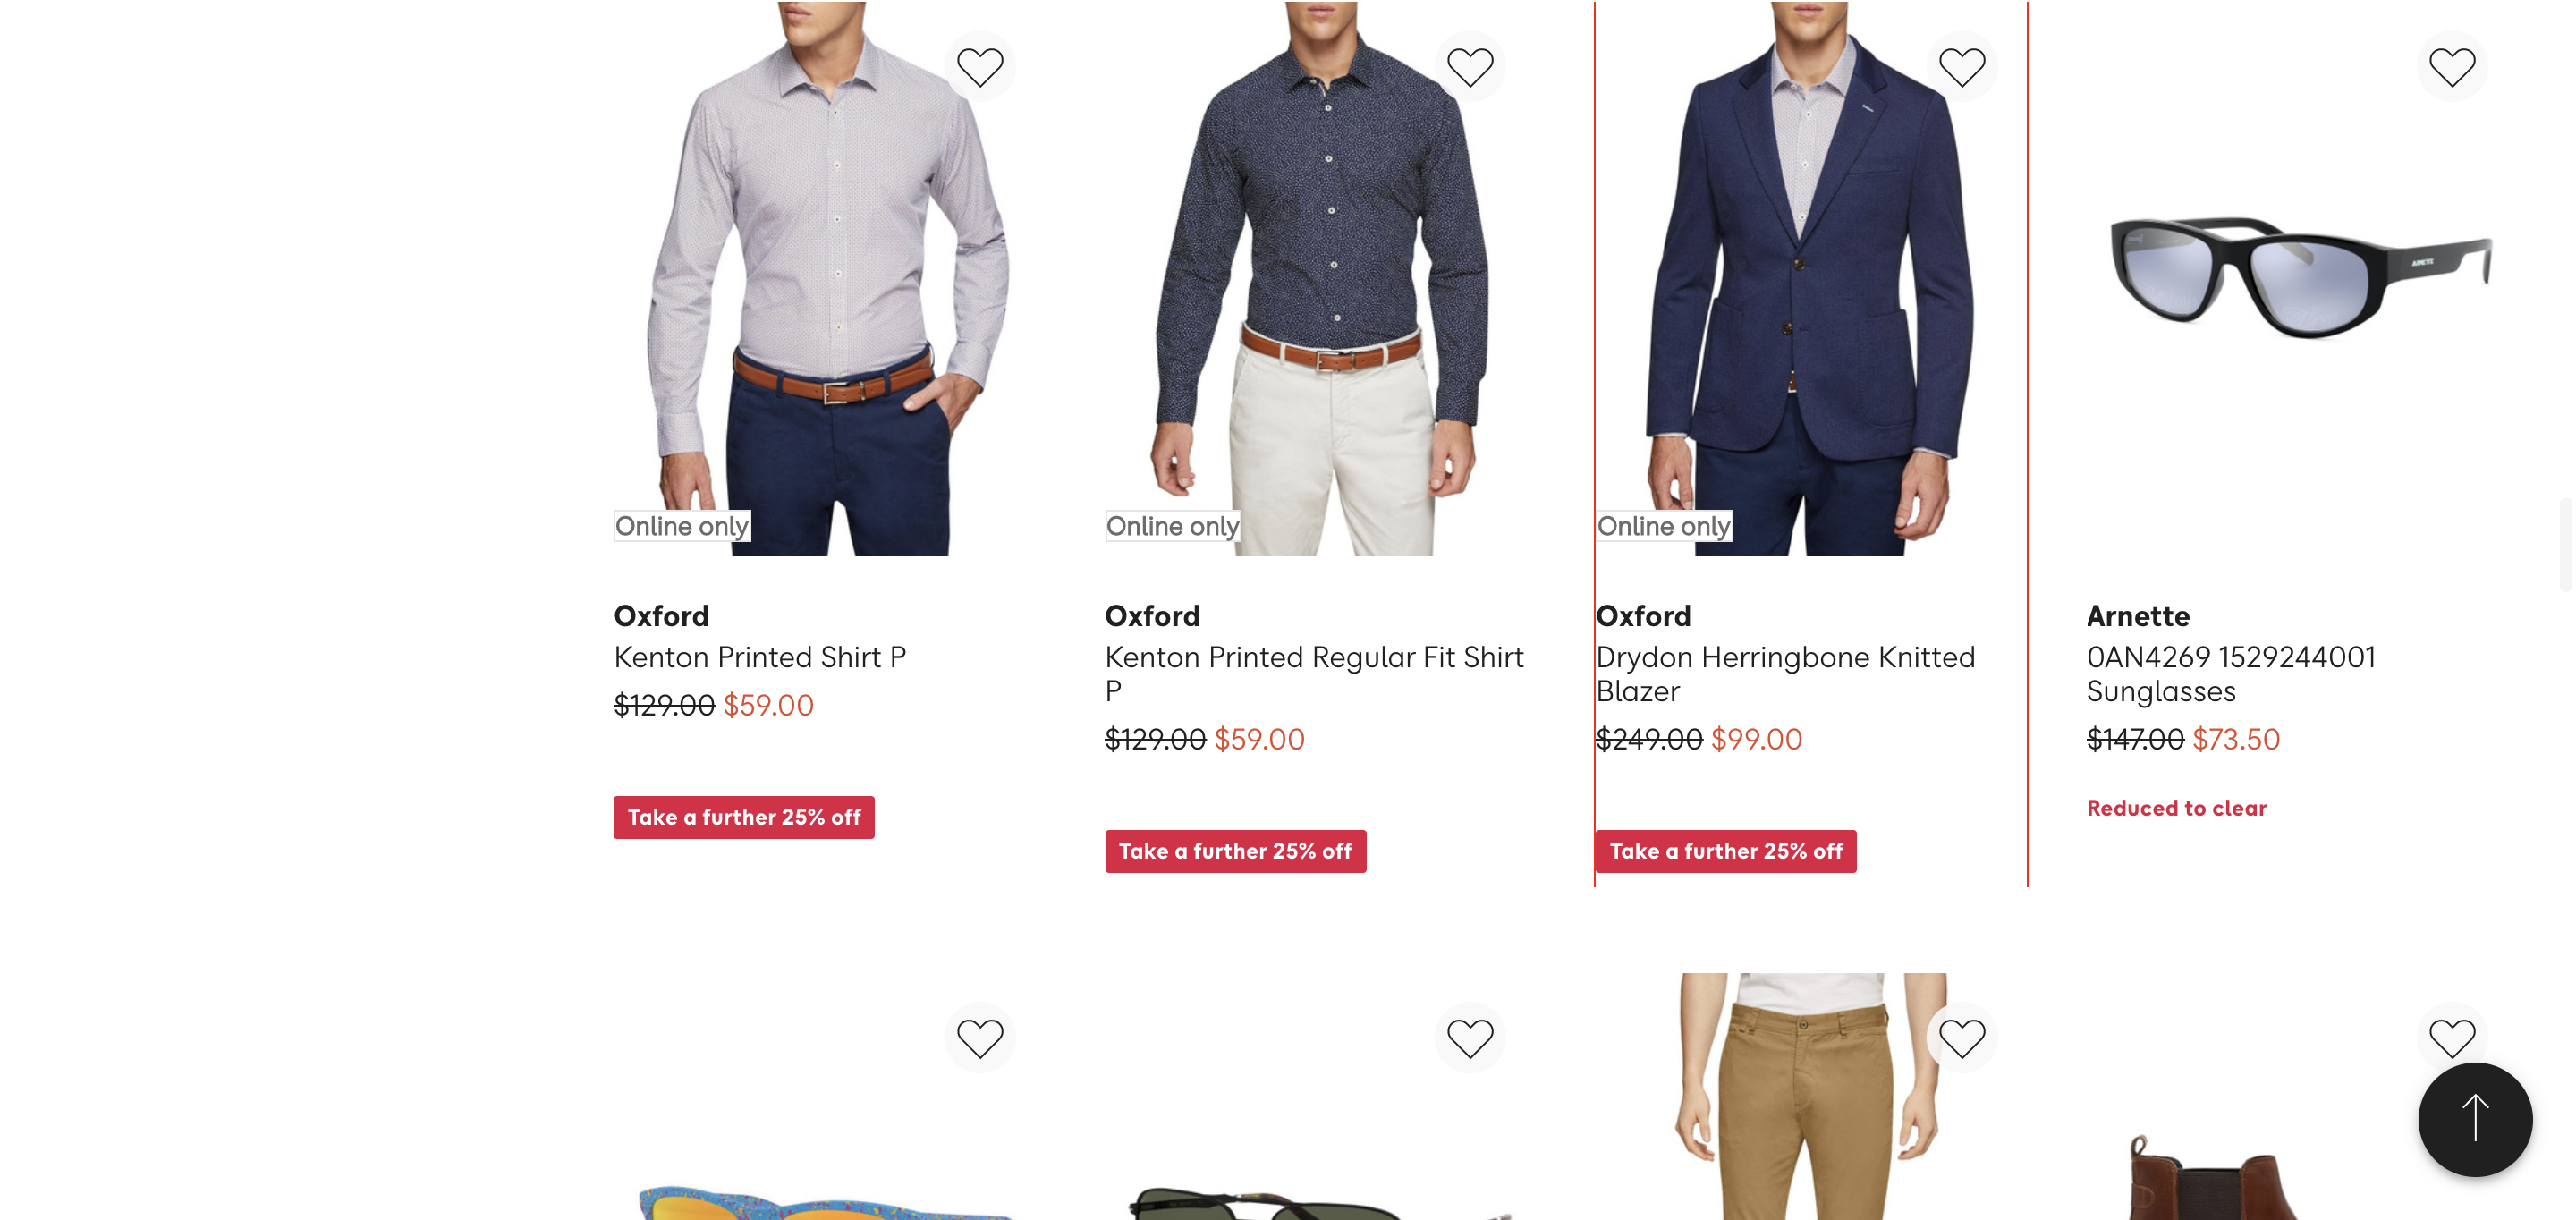 Online only
Oxford
Kenton Printed Shirt P
$129.00 $59.00
Take a further 25% off
Online only
Oxford
Kenton Printed Regular Fit Shirt
P
$129.00 $59.00
Take a further 25% off
Online only
Oxford
Drydon Herringbone Knitted
Blazer
$249.00 $99.00
Take a further 25% off
ARNETTE
Arnette
0AN4269 1529244001
Sunglasses
$147.00 $73.50
Reduced to clear